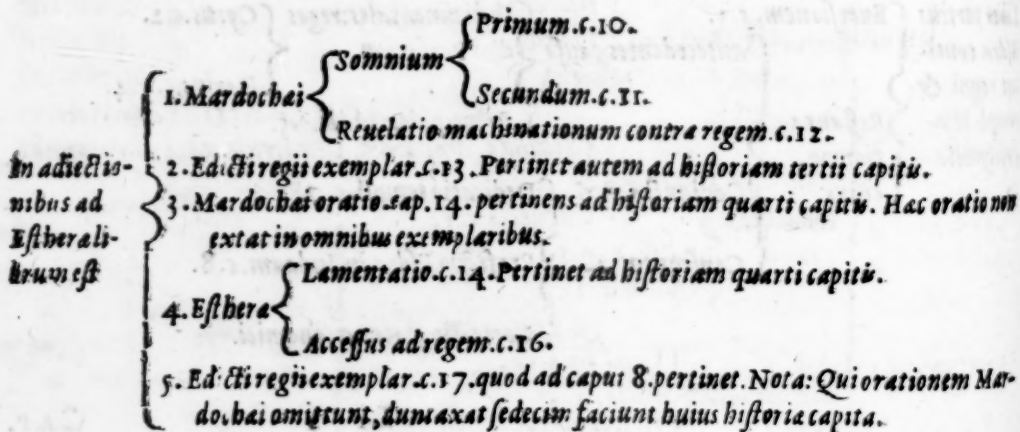 In adiectio-
nibus ad
Estheræ li-
brum est
1. Mardochai
Somnium
Primum.c.10.
Secundum.c.11.
Reuelatio machinationum contra regem.c.12.
2. Edicti regii exemplar.c.13. Pertinet autem ad historiam tertii capitis.
3. Mardochai oratio.cap.14. pertinens ad historiam quarti capitis. Hæc oratio non
extat in omnibus exemplaribus.
4. Esthera
Lamentatio.c.14. Pertinet ad historiam quarti capitis.
Accessus ad regem.c.16.
5. Edicti regii exemplar.c.17. quod ad caput 8. pertinet. Nota: Qui orationem Mar-
dochai omittunt, dumtaxat sedecim faciunt huius historiæ capita.